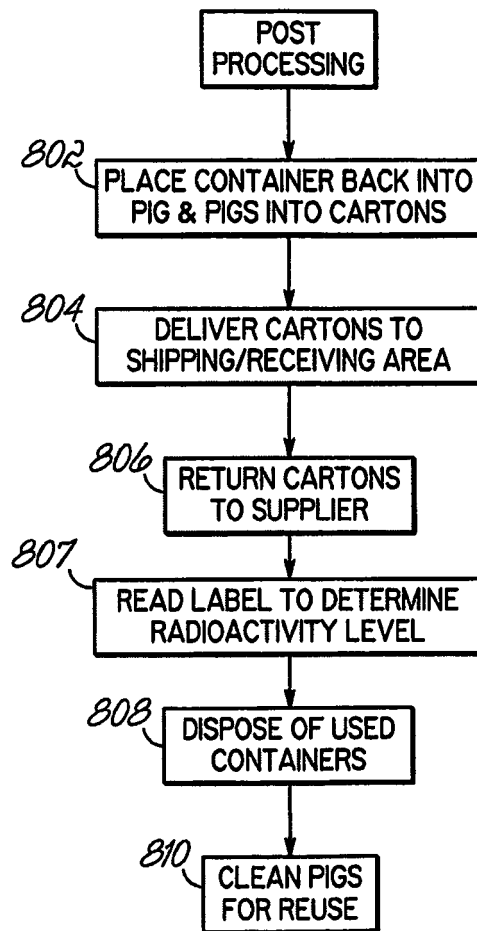 POST
PROCESSING
802
PLACE CONTAINER BACK INTO
PIG & PIGS INTO CARTONS
804
DELIVER CARTONS TO
SHIPPING/RECEIVING AREA
806
RETURN CARTONS
TO SUPPLIER
807
READ LABEL TO DETERMINE
RADIOACTIVITY LEVEL
808
DISPOSE OF USED
CONTAINERS
810
CLEAN PIGS
FOR REUSE